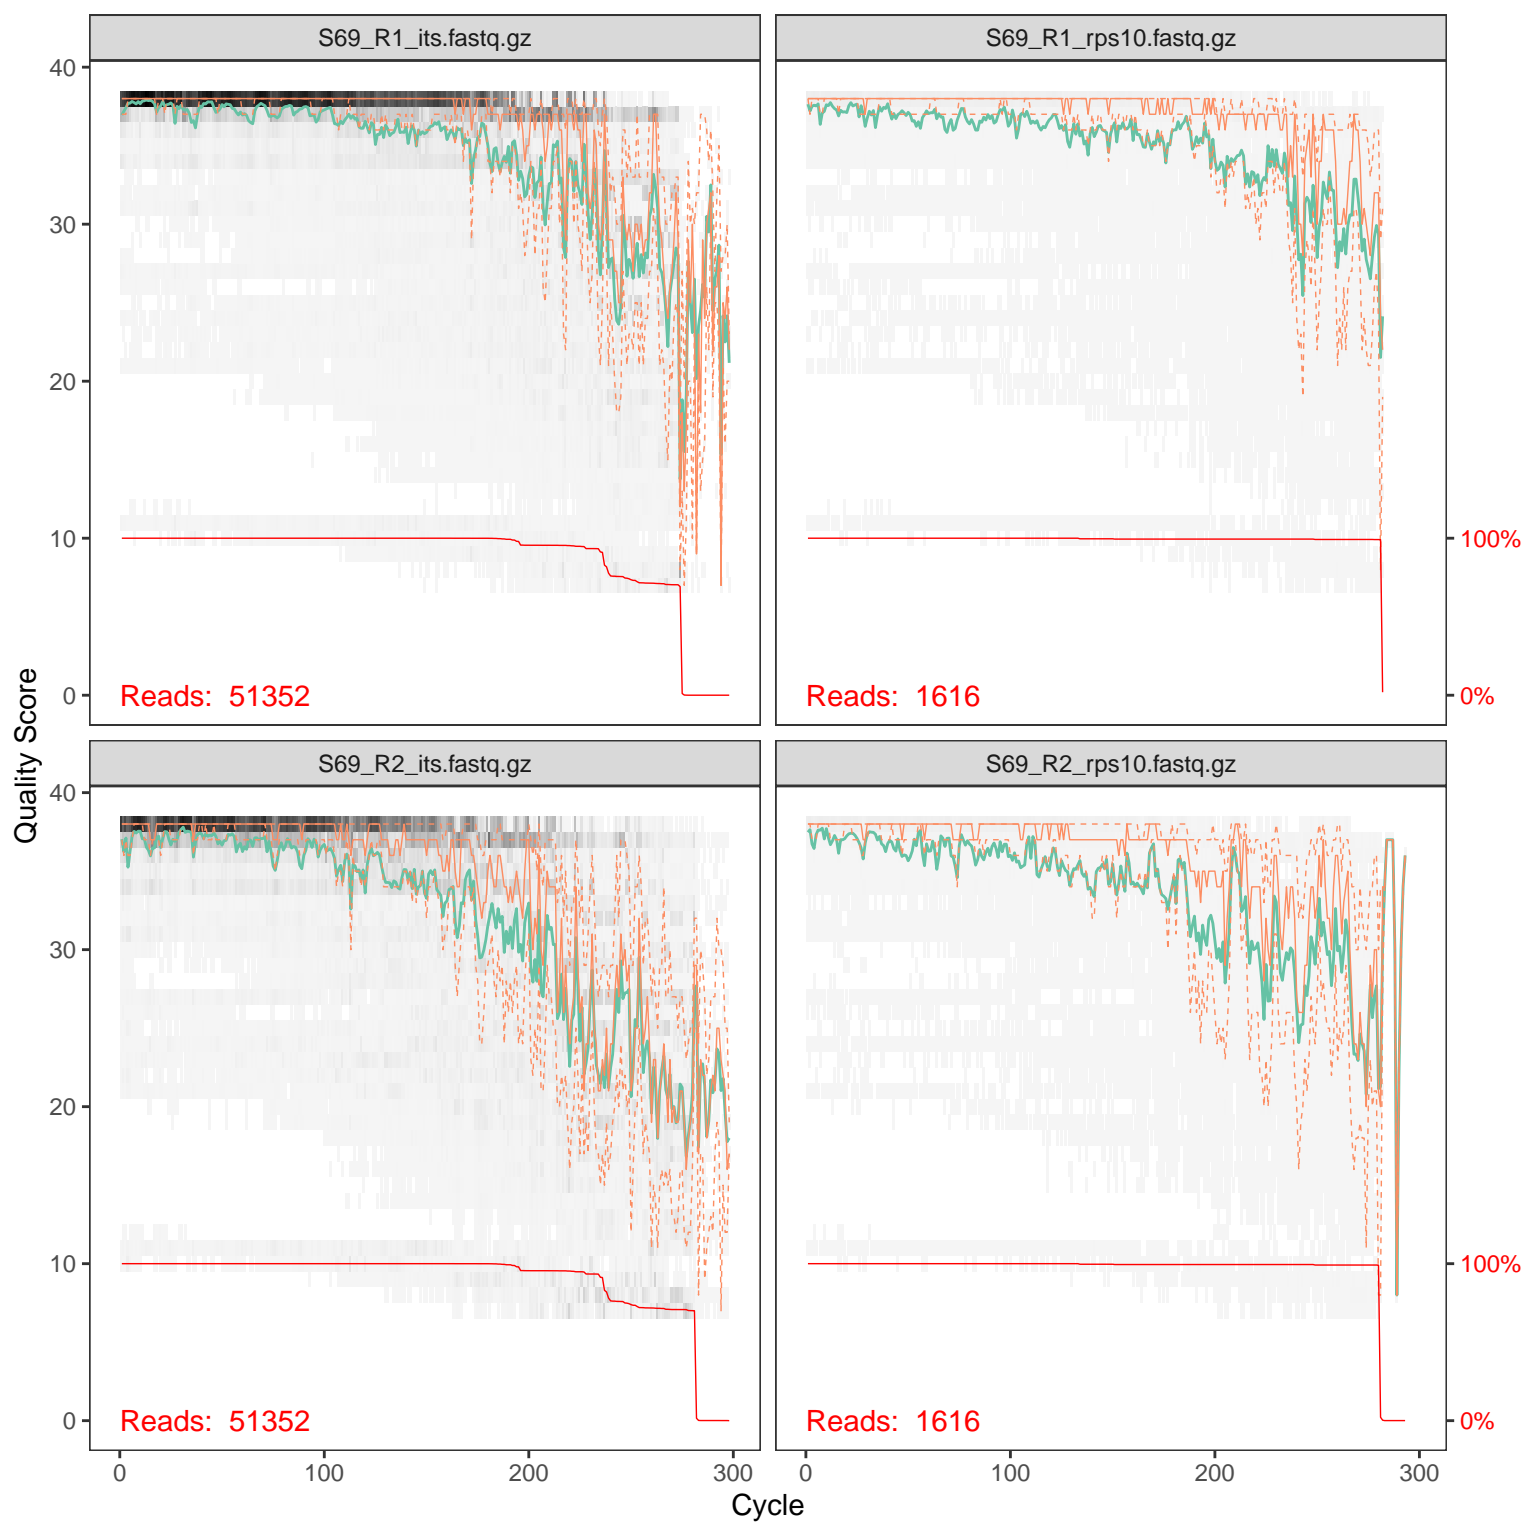 S69_R1_its.fastq.gz
S69_R1_rps10.fastq.gz
40
30
20
10
0
100%
0%
Reads: 51352
Reads: 1616
Quality Score
S69_R2_its.fastq.gz
S69_R2_rps10.fastq.gz
40
30
20
10
0
100%
0%
Reads: 51352
Reads: 1616
0 100 200 300
0 100 200 300
Cycle